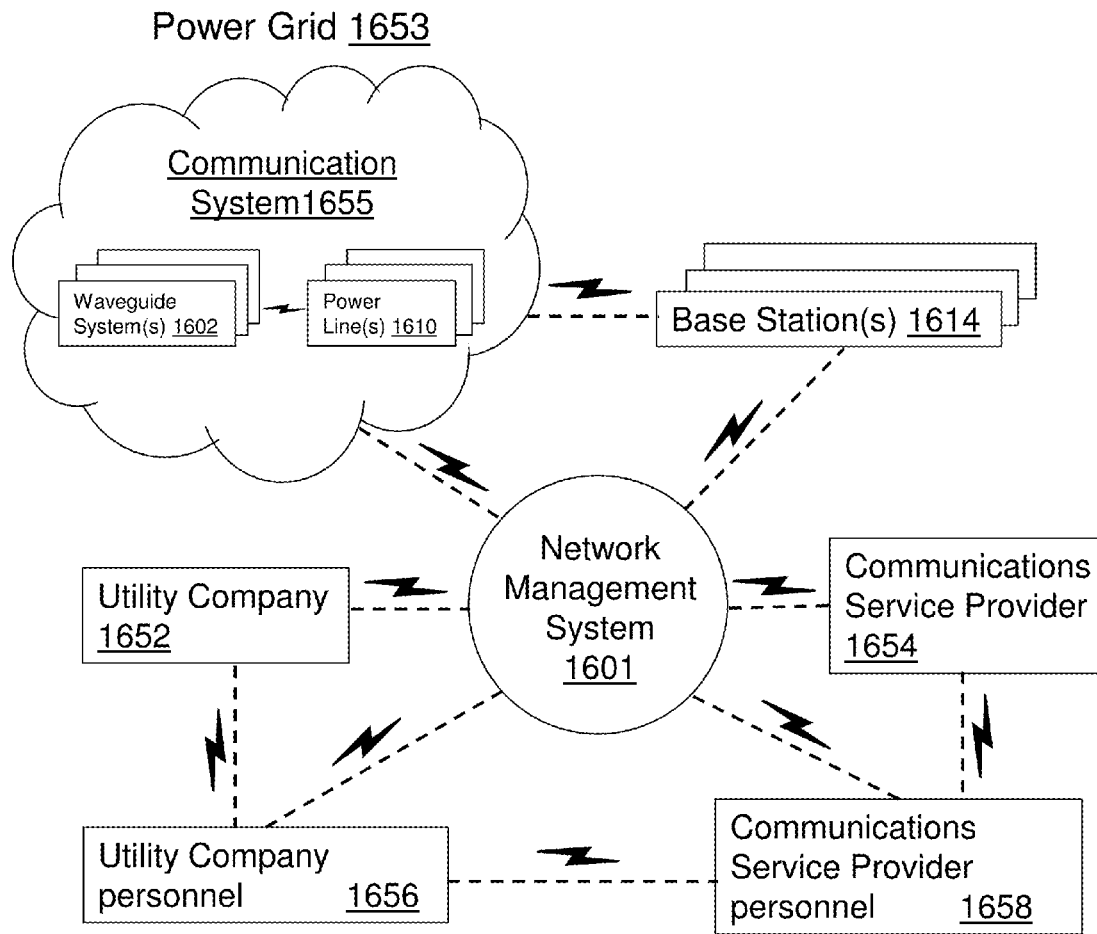 Power Grid 1653
Communication
System1655
Waveguide
System(s) 1602
Power
Line(s) 1610
Base Station(s) 1614
Network
Management
System
1601
Utility Company
1652
Communications
Service Provider
1654
Utility Company
personnel 1656
Communications
Service Provider
personnel 1658